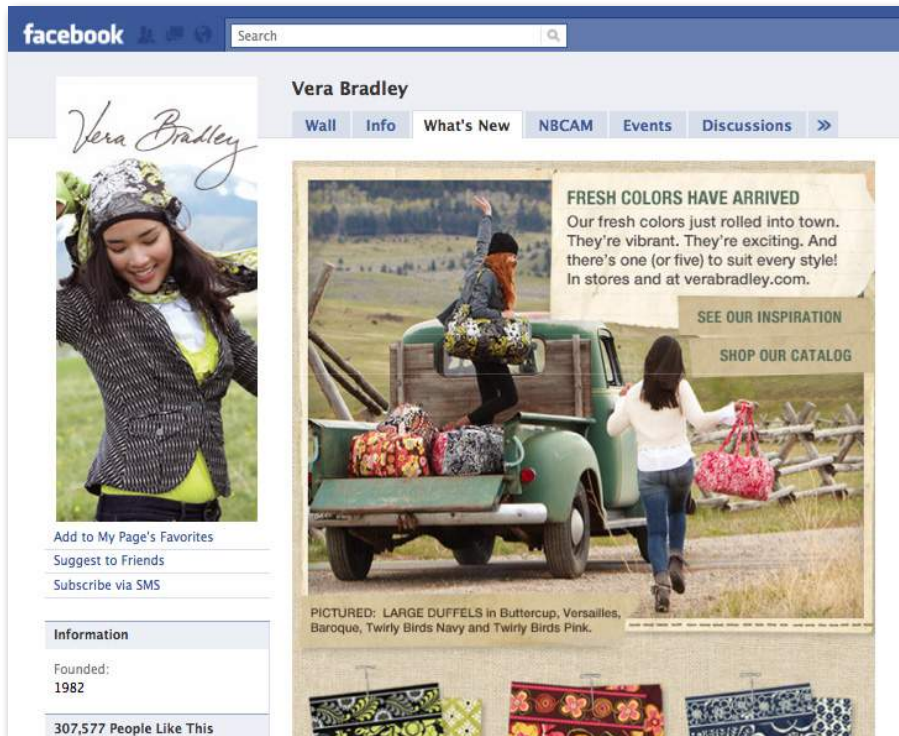 facebook
Search
Vera Bradley
Vera Bradley
Wall Info What's New NBCAM Events Discussions »
FRESH COLORS HAVE ARRIVED
Our fresh colors just rolled into town.
They're vibrant. They're exciting. And
there's one (or five) to suit every style!
In stores and at verabradley.com.
SEE OUR INSPIRATION
SHOP OUR CATALOG
PICTURED: LARGE DUFFELS in Buttercup, Versailles,
Baroque, Twirly Birds Navy and Twirly Birds Pink.
Add to My Page's Favorites
Suggest to Friends
Subscribe via SMS
Information
Founded:
1982
307,577 People Like This